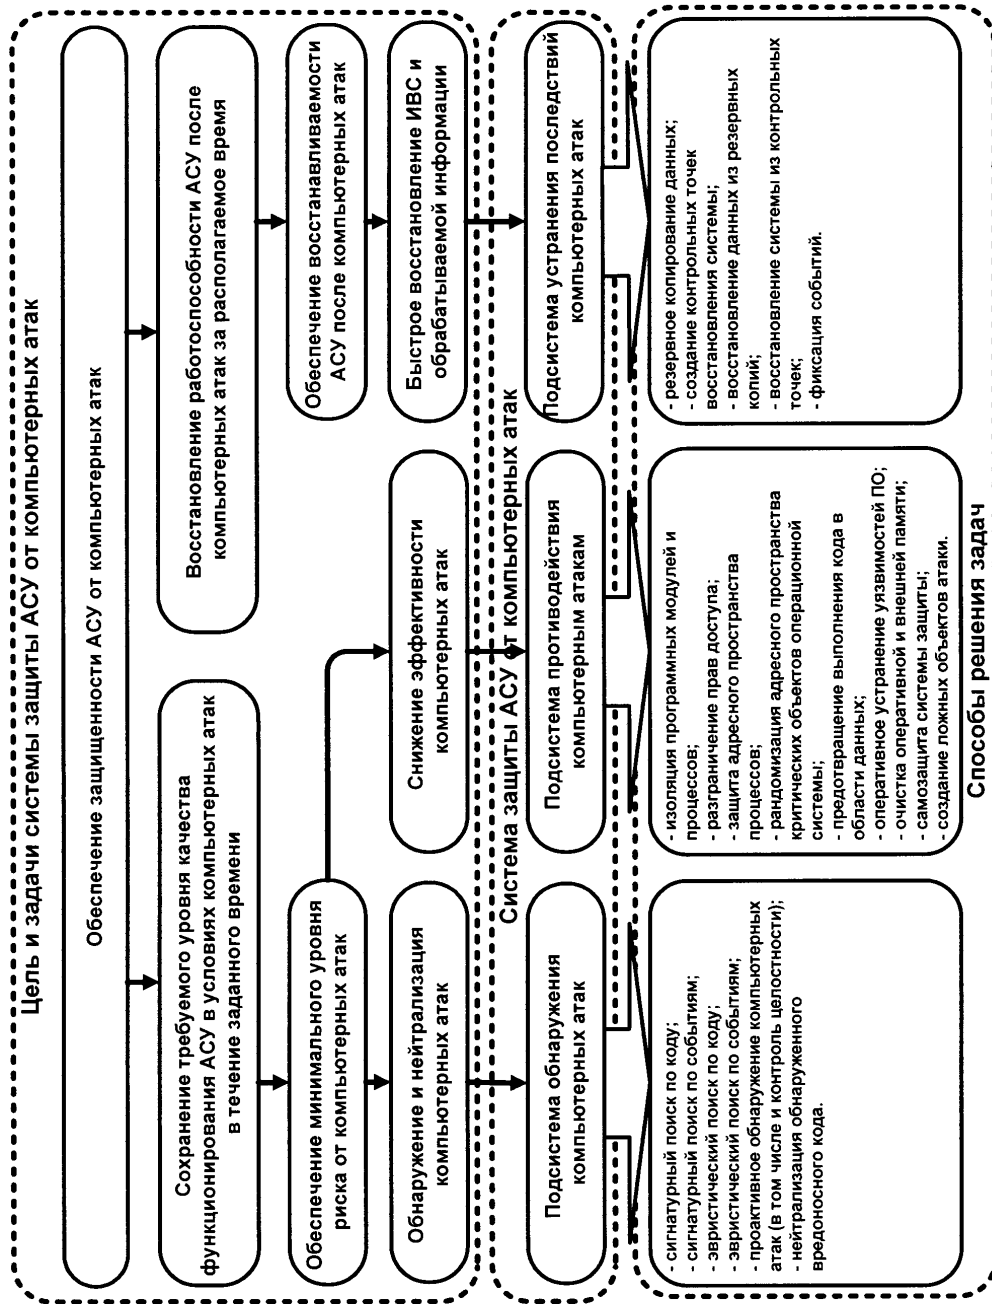 Цель и задачи системы защиты АСУ от компьютерных атак
Обеспечение защищенности АСУ от компьютерных атак
Сохранение требуемого уровня качества
функционирования АСУ в условиях компьютерных атак
в течение заданного времени
Восстановление работоспособности АСУ после
компьютерных атак за располагаемое время
Обеспечение минимального уровня
риска от компьютерных атак
Обеспечение восстанавливаемости
АСУ после компьютерных атак
Обнаружение и нейтрализация
компьютерных атак
Снижение эффективности
компьютерных атак
Быстрое восстановление ИВС и
обрабатываемой информации
Система защиты АСУ от компьютерных атак
Подсистема обнаружения
компьютерных атак
Подсистема противодействия
компьютерным атакам
Подсистема устранения последствий
компьютерных атак
- сигнатурный поиск по коду;
- сигнатурный поиск по событиям;
- эвристический поиск по коду;
- эвристический поиск по событиям;
- проактивное обнаружение компьютерных
атак (в том числе и контроль целостности);
- нейтрализация обнаруженного
вредоносного кода.
- изоляция программных модулей и
процессов;
- разграничение прав доступа;
- защита адресного пространства
процессов;
- рандомизация адресного пространства
критических объектов операционной
системы;
- предотвращение выполнения кода в
области данных;
- оперативное устранение уязвимостей ПО;
- очистка оперативной и внешней памяти;
- самозащита системы защиты;
- создание ложных объектов атаки.
- резервное копирование данных;
- создание контрольных точек
восстановления системы;
- восстановление данных из резервных
копий;
- восстановление системы из контрольных
точек;
- фиксация событий.
Способы решения задач